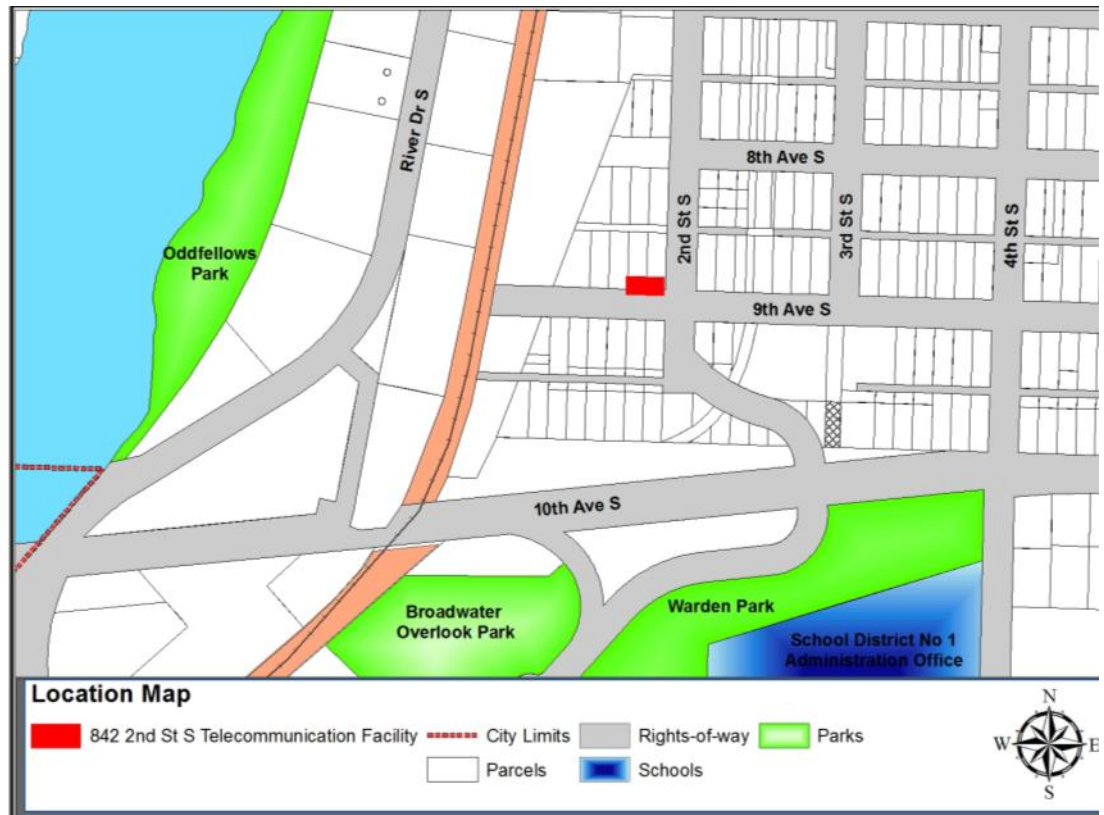 River Dr S
8th Ave S
2nd St S
3rd St S
4th St S
Oddfellows
Park
9th Ave S
10th Ave S
Broadwater
Overlook Park
Warden Park
School District No 1
Administration Office
Location Map
842 2nd St S Telecommunication Facility
City Limits
Rights-of-way
Parks
Parcels
Schools
N
W
E
S